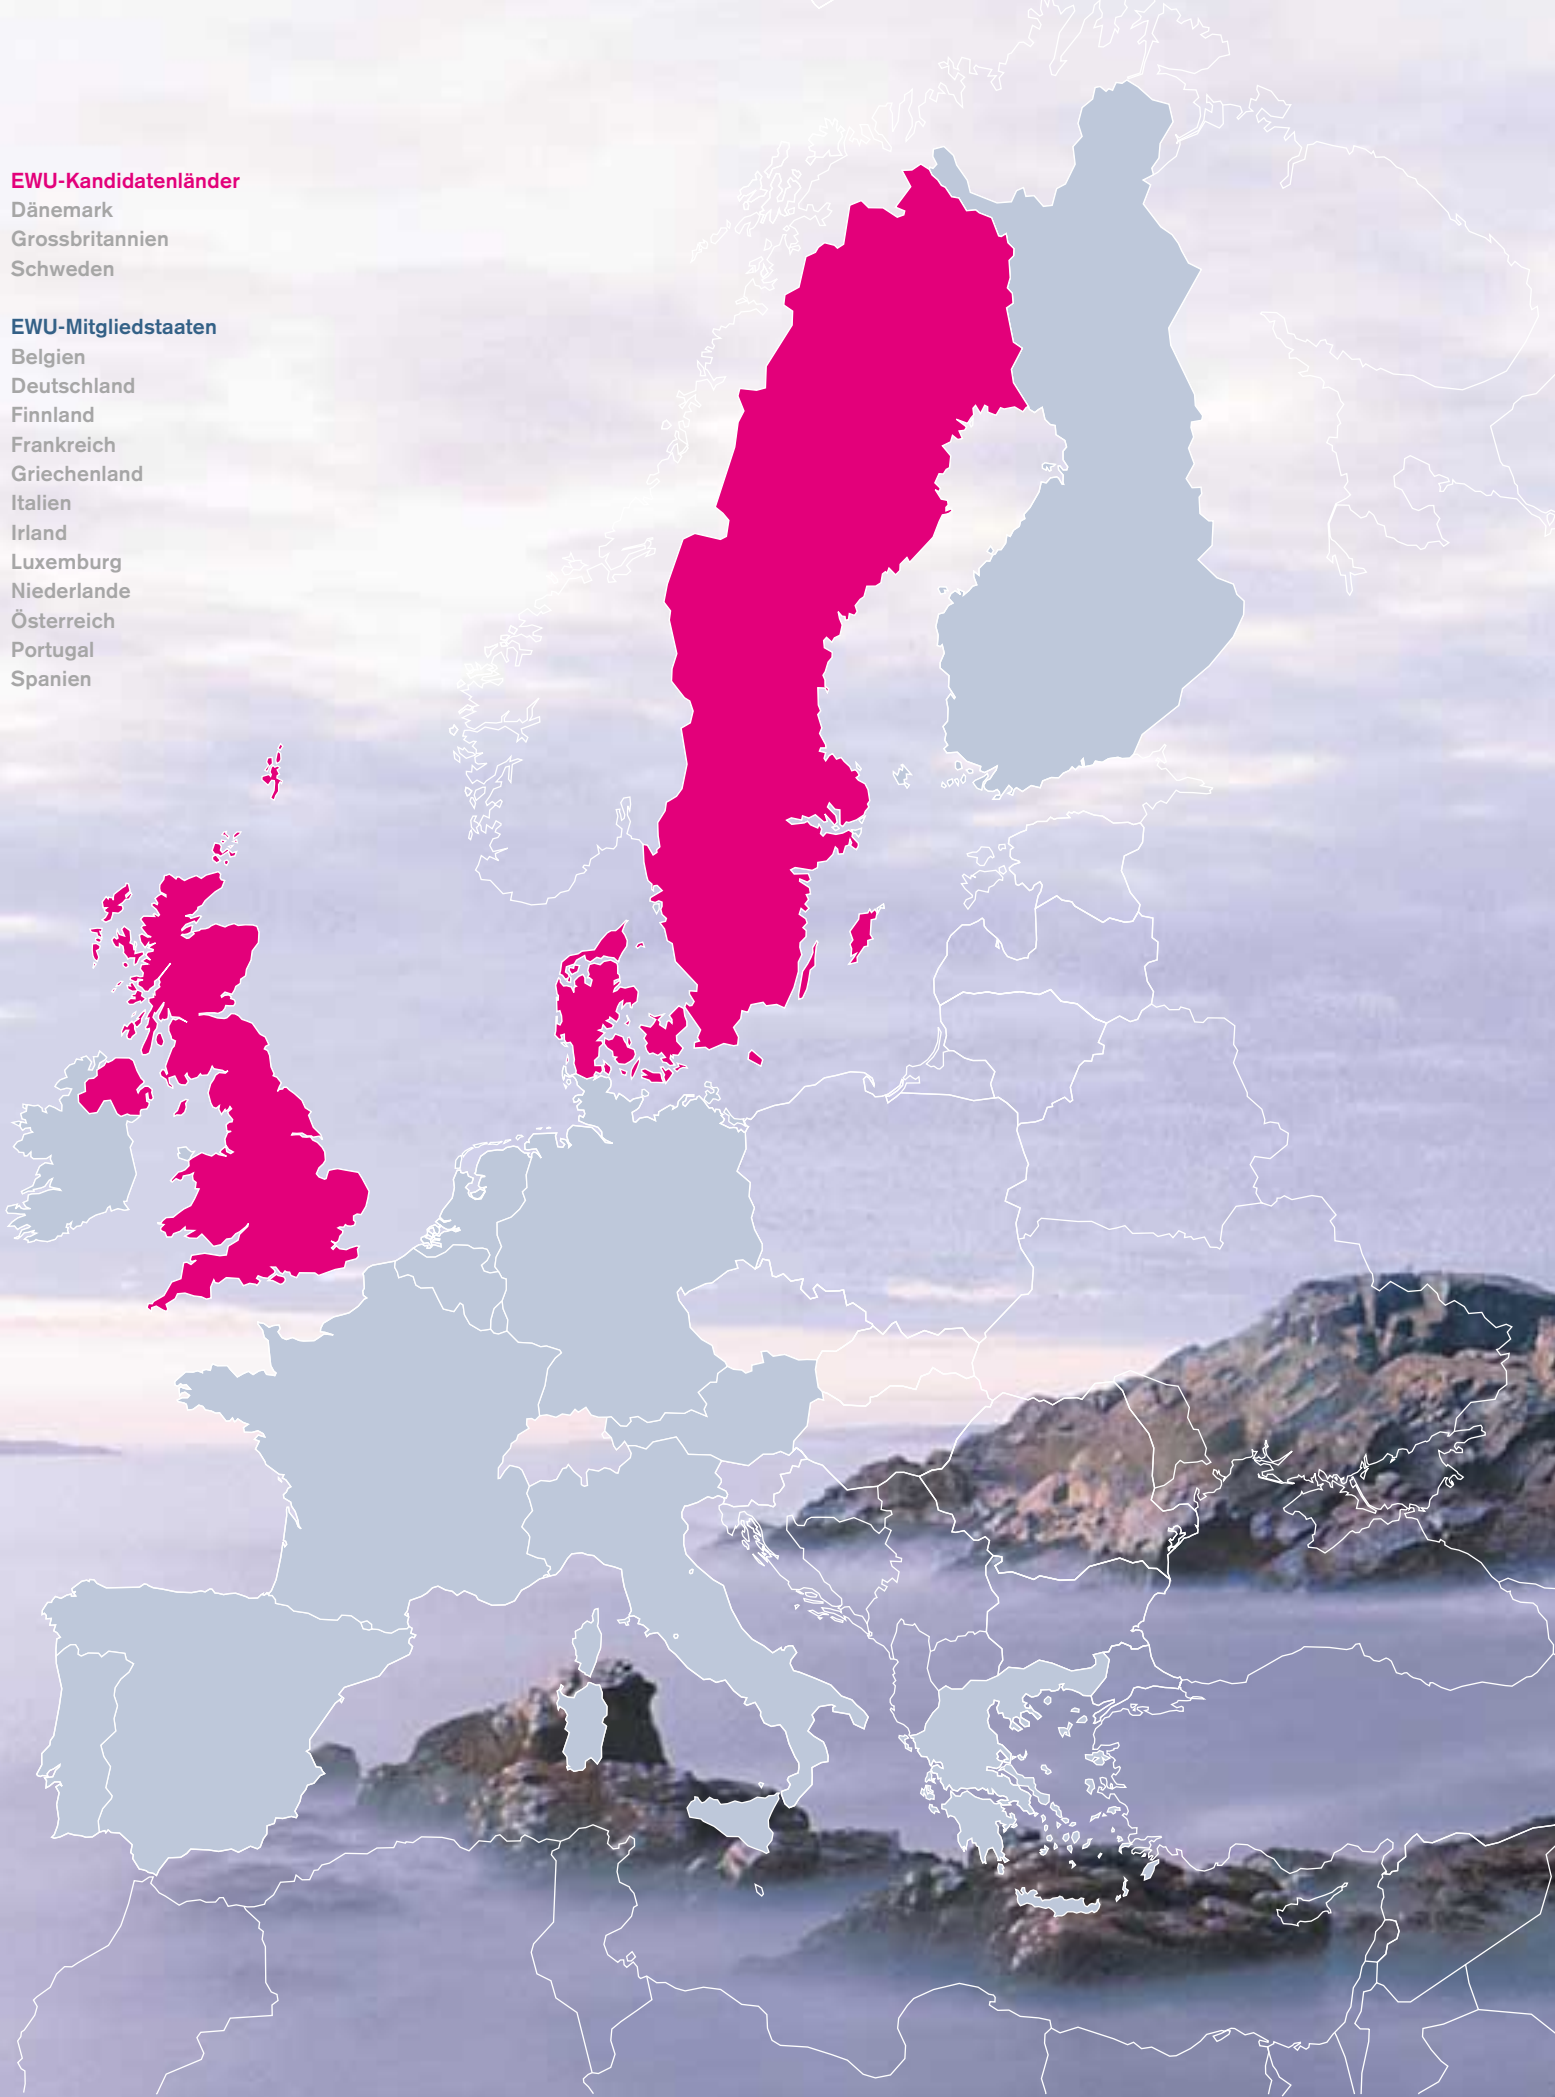 EWU-Kandidatenländer
Dänemark
Grossbritannien
Schweden
EWU-Mitgliedstaaten
Belgien
Deutschland
Finnland
Frankreich
Griechenland
Italien
Irland
Luxemburg
Niederlande
Österreich
Portugal
Spanien